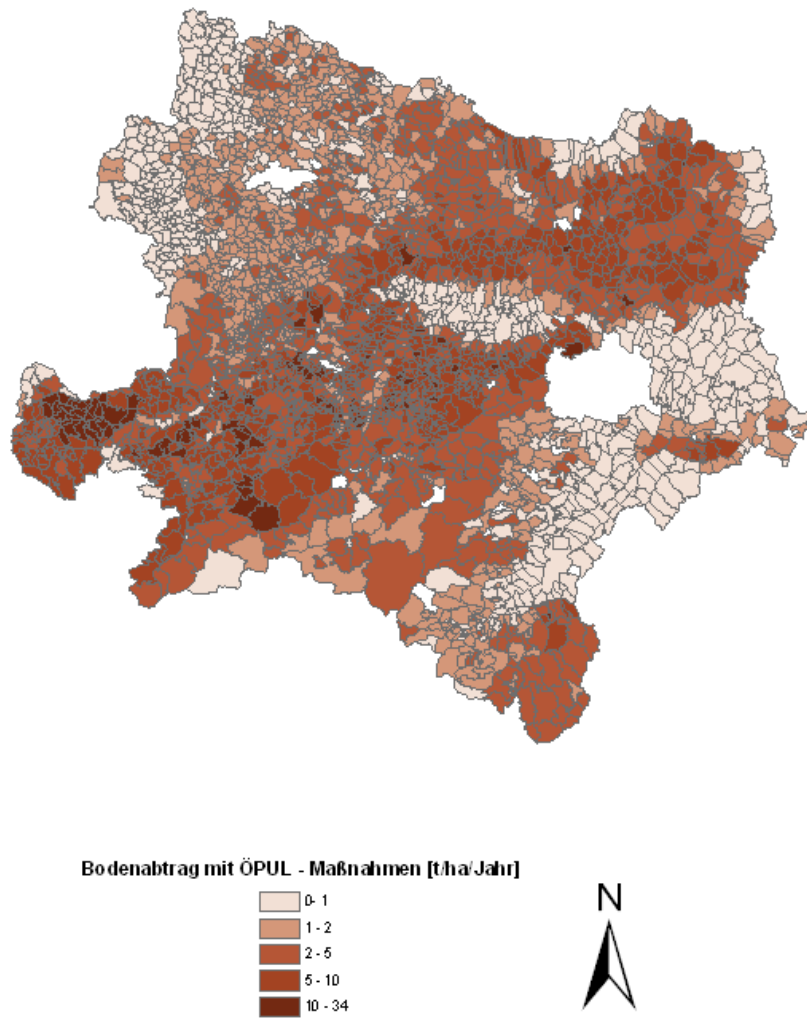 Bodenabtrag mit ÖPUL - Maßnahmen [t/ha/Jahr]
0- 1
1 - 2
2 - 5
5 - 10
10 - 34
N